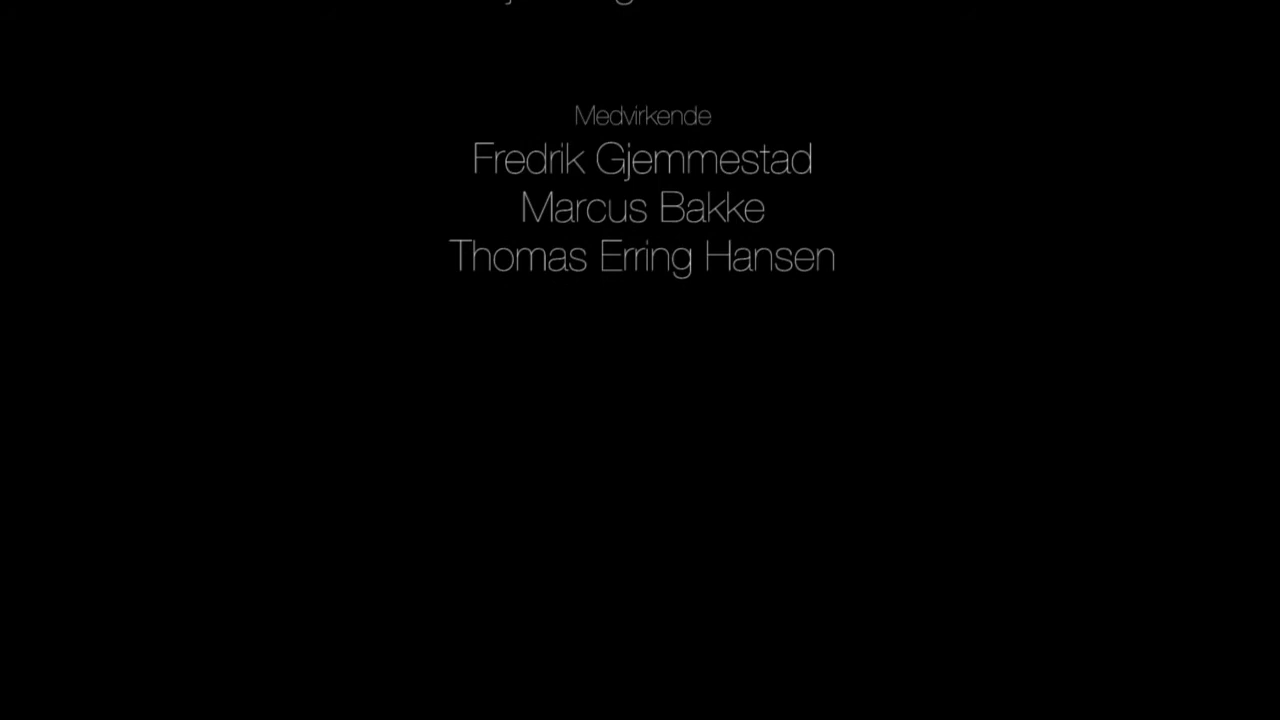 Medvirkende
Fredrik Gjemmestad
Marcus Bakke
Thomas Erring Hansen